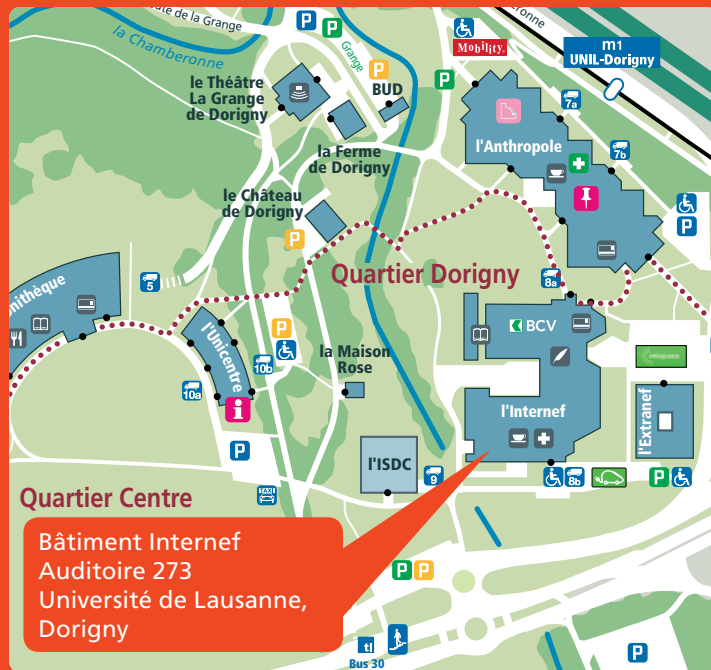 te de la Grange
la Chamberonne
P
P
Grange
P
P
Mobility.
m1
UNIL-Dorigny
le Théâtre
La Grange
de Dorigny
BUD
7a
l'Anthropole
7b
la Ferme
de Dorigny
le Château
de Dorigny
P
P
Quartier Dorigny
8a
5
nithèque
BCV
P
l'Unicentre
10b
la Maison
Rose
10a
i
l'Internef
l'Extranef
P
l'ISDC
9
8b
P
TAXI
Quartier Centre
Bâtiment Internef
Auditoire 273
Université de Lausanne,
Dorigny
P
P
tl
Bus 30
P